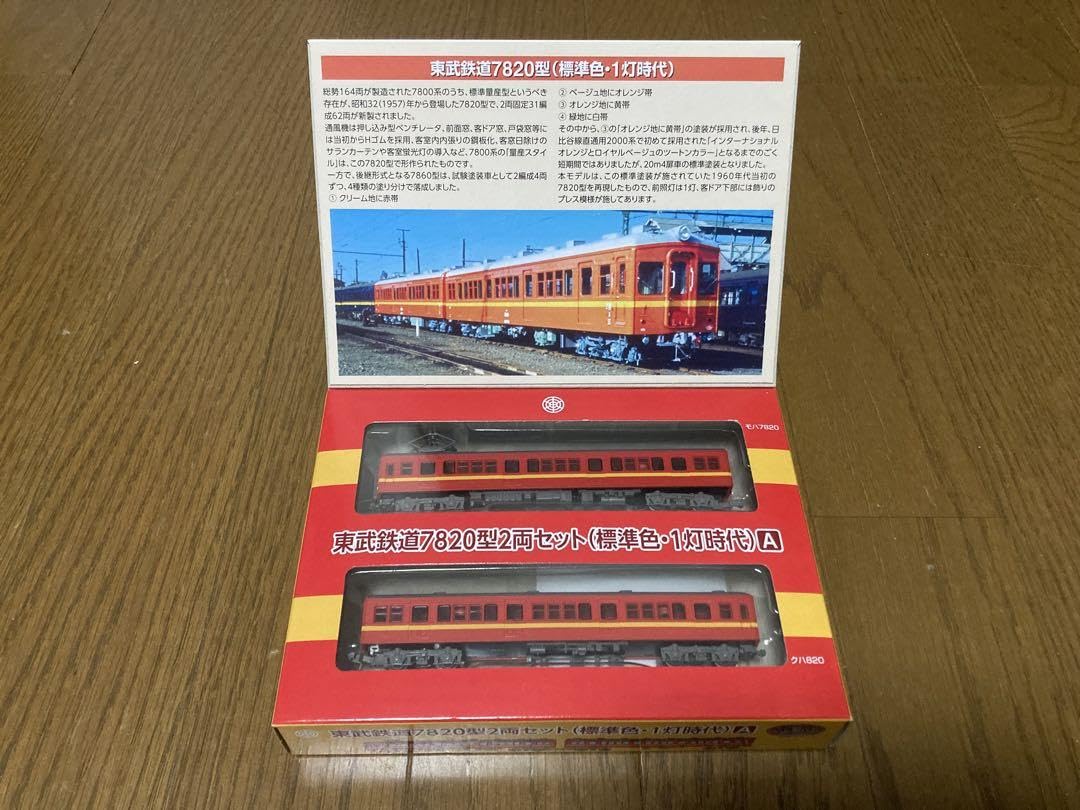 東武鉄道7820型(標準色・1灯時代)
総勢164両が製造された7800系のうち、標準量産型というべき
存在が、昭和32(1957)年から登場した7820型で、2両固定31編
成62両が新製されました。
通風機は押し込み型ベンチレータ、前面窓、客ドア窓、戸袋窓等に
は当初からHゴムを採用、客室内内張りの鋼板化、客窓日除けの
サランカーテンや客室蛍光灯の導入など、7800系の「量産スタイ
ル」は、この7820型で形作られたものです。
一方で、後継形式となる7860型は、試験塗装車として2編成4両
ずつ、4種類の塗り分けで落成しました。
① クリーム地に赤帯
② ベージュ地にオレンジ帯
③ オレンジ地に黄帯
④ 緑地に白帯
その中から、③の「オレンジ地に黄帯」の塗装が採用され、後年、日
比谷線直通用2000系で初めて採用された「インターナショナル
オレンジとロイヤルベージュのツートンカラー」となるまでのごく
短期間ではありましたが、20m4扉車の標準塗装となりました。
本モデルは、この標準塗装が施されていた1960年代当初の
7820型を再現したもので、前照灯は1灯、客ドア下部には飾りの
プレス模様が施してあります。
モハ7820
東武鉄道7820型2両セット(標準色・1灯時代)A
クハ820
東武鉄道7820型2両セット(標準色・1灯時代)A